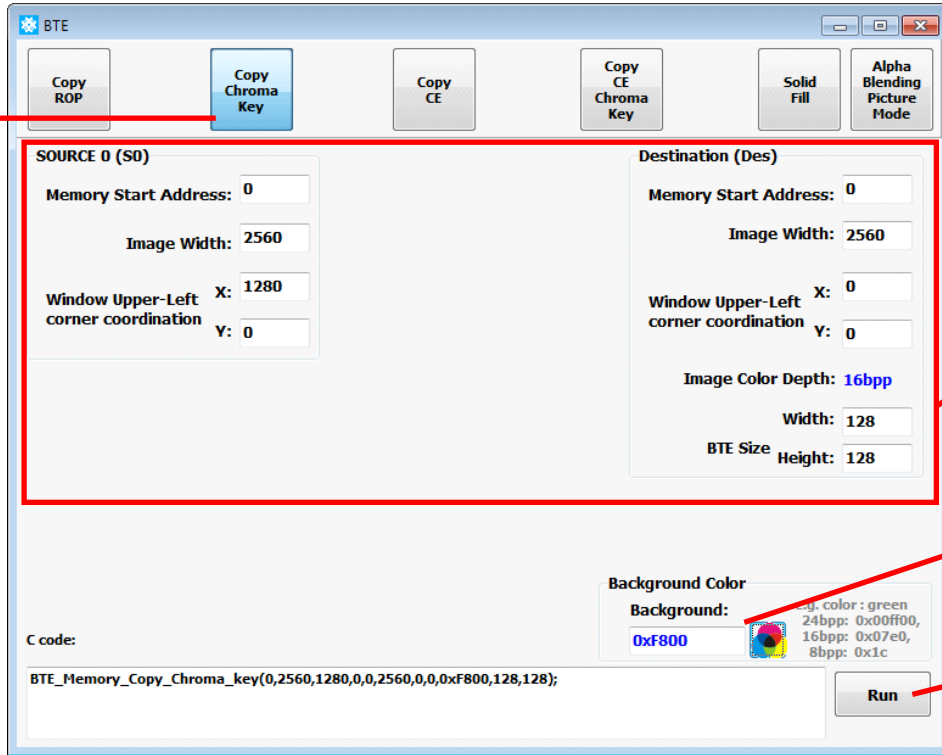 BTE
Copy
ROP
Copy
Chroma
Key
Copy
CE
Copy
CE
Chroma
Key
Solid
Fill
Alpha
Blending
Picture
Mode
SOURCE 0 (S0)
Memory Start Address: 0
Image Width: 2560
Window Upper-Left
corner coordination
X: 1280
Y: 0
Destination (Des)
Memory Start Address: 0
Image Width: 2560
Window Upper-Left
corner coordination
X: 0
Y: 0
Image Color Depth: 16bpp
BTE Size
Width: 128
Height: 128
Background Color
Background:
0xF800
e.g. color : green
24bpp: 0x00ff00,
16bpp: 0x07e0,
8bpp: 0x1c
C code:
BTE_Memory_Copy_Chroma_key(0,2560,1280,0,0,2560,0,0,0xF800,128,128);
Run